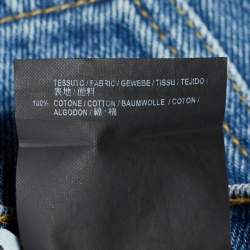 TESSUTO / FABRIC / GEWEBE / TISSU / TEJIDO /
表地 / 面料
100% COTONE / COTTON / BAUMWOLLE / COTON /
ALGODON / 綿 / 棉